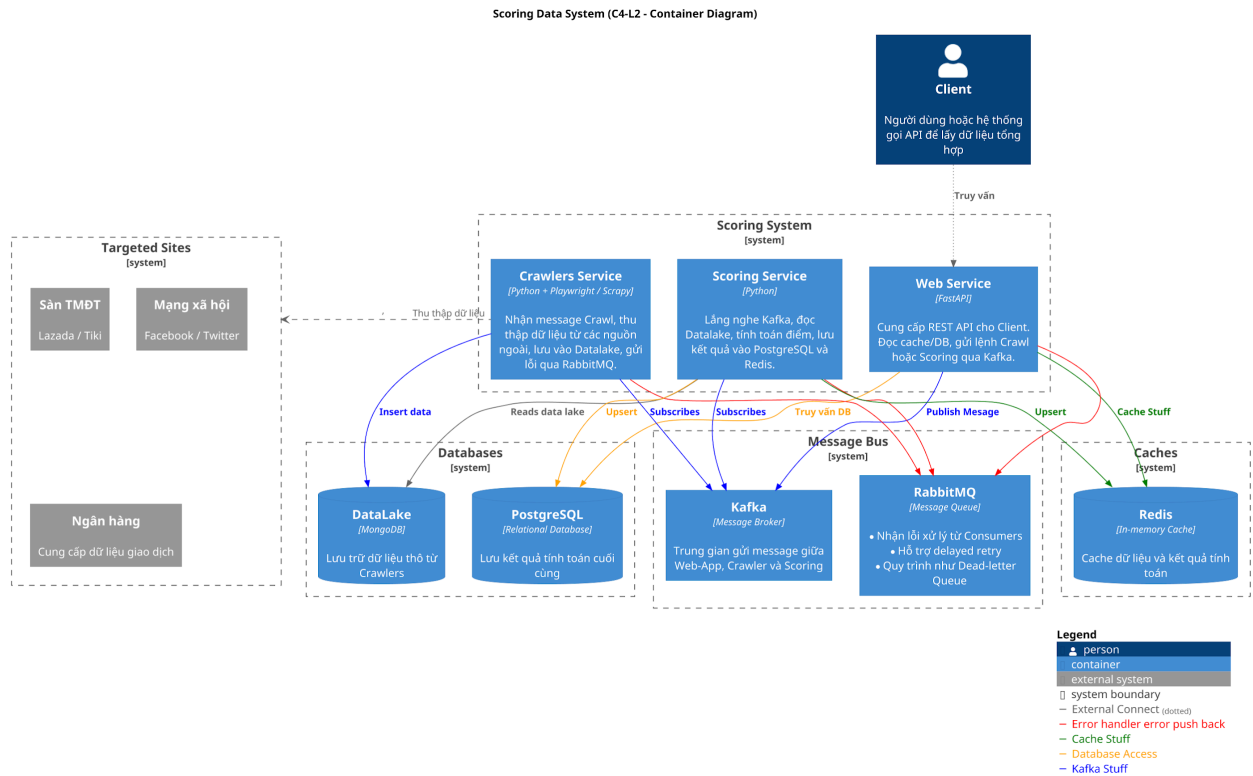 Scoring Data System (C4-L2 - Container Diagram)
Client
Người dùng hoặc hệ thống
gọi API để lấy dữ liệu tổng
hợp
Truy vấn
Scoring System
[system]
Crawlers Service
[Python + Playwright / Scrapy]
Nhận message Crawl, thu
thập dữ liệu từ các nguồn
ngoài, lưu vào Datalake, gửi
lỗi qua RabbitMQ.
Scoring Service
[Python]
Lắng nghe Kafka, đọc
Datalake, tính toán điểm, lưu
kết quả vào PostgreSQL và
Redis.
Web Service
[FastAPI]
Cung cấp REST API cho Client.
Đọc cache/DB, gửi lệnh Crawl
hoặc Scoring qua Kafka.
Targeted Sites
[system]
Sàn TMĐT
Lazada / Tiki
Mạng xã hội
Facebook / Twitter
Ngân hàng
Cung cấp dữ liệu giao dịch
Thu thập dữ liệu
Insert data
Reads data lake
Upsert
Subscribes
Subscribes
Truy vấn DB
Publish Mesage
Upsert
Cache Stuff
Databases
[system]
DataLake
[MongoDB]
Lưu trữ dữ liệu thô từ
Crawlers
PostgreSQL
[Relational Database]
Lưu kết quả tính toán cuối
cùng
Message Bus
[system]
Kafka
[Message Broker]
Trung gian gửi message giữa
Web-App, Crawler và Scoring
RabbitMQ
[Message Queue]
• Nhận lỗi xử lý từ Consumers
• Hỗ trợ delayed retry
• Quy trình như Dead-letter
Queue
Caches
[system]
Redis
[In-memory Cache]
Cache dữ liệu và kết quả tính
toán
Legend
person
container
external system
▯ system boundary
─ External Connect (dotted)
─ Error handler error push back
─ Cache Stuff
─ Database Access
─ Kafka Stuff